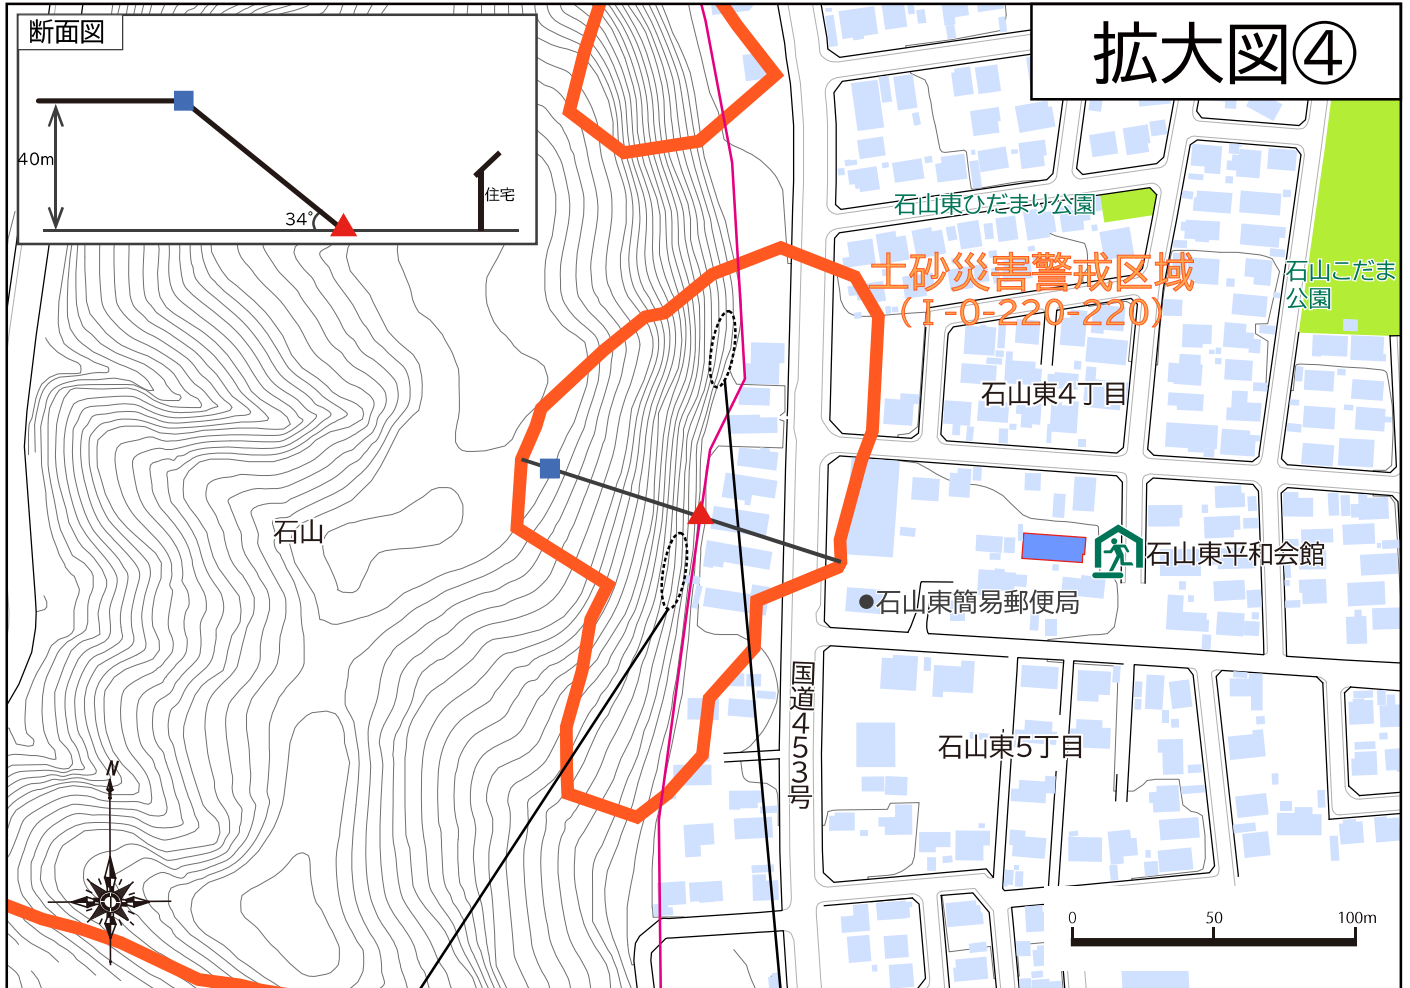 断面図
拡大図④
40m
34°
住宅
石山東ひだまり公園
土砂災害警戒区域
（Ⅰ-0-220-220）
石山こだま
公園
石山東4丁目
石山
石山東平和会館
石山東簡易郵便局
国道453号
石山東5丁目
N
0 50 100m